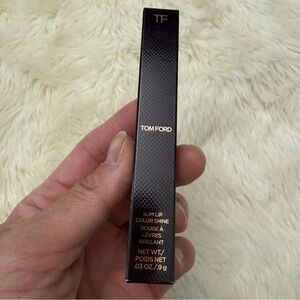 TF
TOM FORD
SLIM LIP
COLOR SHINE
ROUGE À
LÈVRES
BRILLANT
NET WT./
POIDS NET
.03 OZ./.9 g